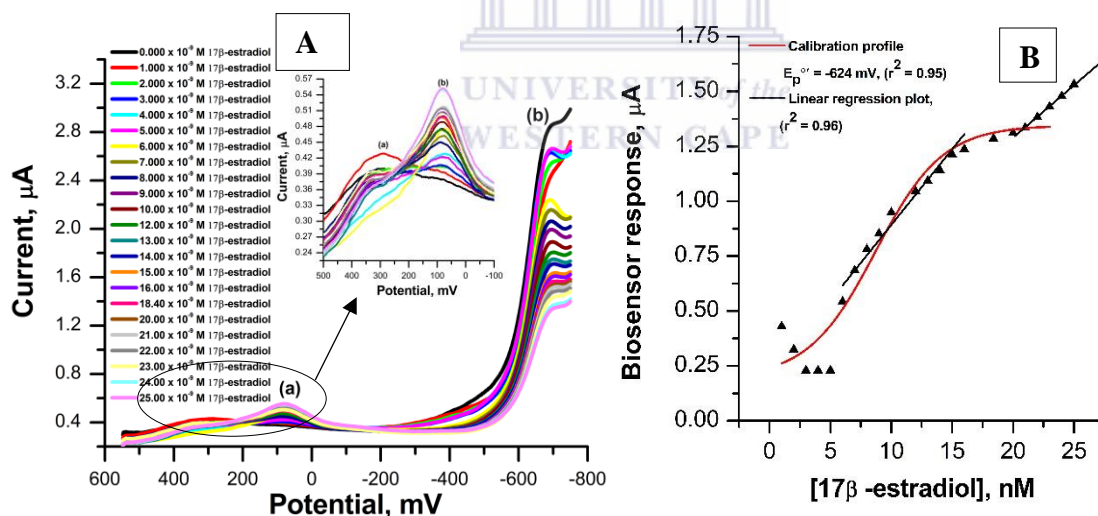 A
0.000 x 10⁻⁹ M 17β-estradiol
1.000 x 10⁻⁹ M 17β-estradiol
2.000 x 10⁻⁹ M 17β-estradiol
3.000 x 10⁻⁹ M 17β-estradiol
4.000 x 10⁻⁹ M 17β-estradiol
5.000 x 10⁻⁹ M 17β-estradiol
6.000 x 10⁻⁹ M 17β-estradiol
7.000 x 10⁻⁹ M 17β-estradiol
8.000 x 10⁻⁹ M 17β-estradiol
9.000 x 10⁻⁹ M 17β-estradiol
10.00 x 10⁻⁹ M 17β-estradiol
12.00 x 10⁻⁹ M 17β-estradiol
13.00 x 10⁻⁹ M 17β-estradiol
14.00 x 10⁻⁹ M 17β-estradiol
15.00 x 10⁻⁹ M 17β-estradiol
16.00 x 10⁻⁹ M 17β-estradiol
18.40 x 10⁻⁹ M 17β-estradiol
20.00 x 10⁻⁹ M 17β-estradiol
21.00 x 10⁻⁹ M 17β-estradiol
22.00 x 10⁻⁹ M 17β-estradiol
23.00 x 10⁻⁹ M 17β-estradiol
24.00 x 10⁻⁹ M 17β-estradiol
25.00 x 10⁻⁹ M 17β-estradiol
Current, μA
3.2
2.8
2.4
2.0
1.6
1.2
0.8
0.4
600 400 200 0 -200 -400 -600 -800
Potential, mV
(a)
(b)
Current, μA
0.57
0.54
0.51
0.48
0.45
0.42
0.39
0.36
0.33
0.30
0.27
0.24
500 400 300 200 100 0 -100
Potential, mV
(a)
(b)
UNIVERSITY of the
WESTERN CAPE
B
Calibration profile
Eₚ°' = -624 mV, (r² = 0.95)
Linear regression plot,
(r² = 0.96)
Biosensor response, μA
1.75
1.50
1.25
1.00
0.75
0.50
0.25
0.00
0 5 10 15 20 25
[17β -estradiol], nM